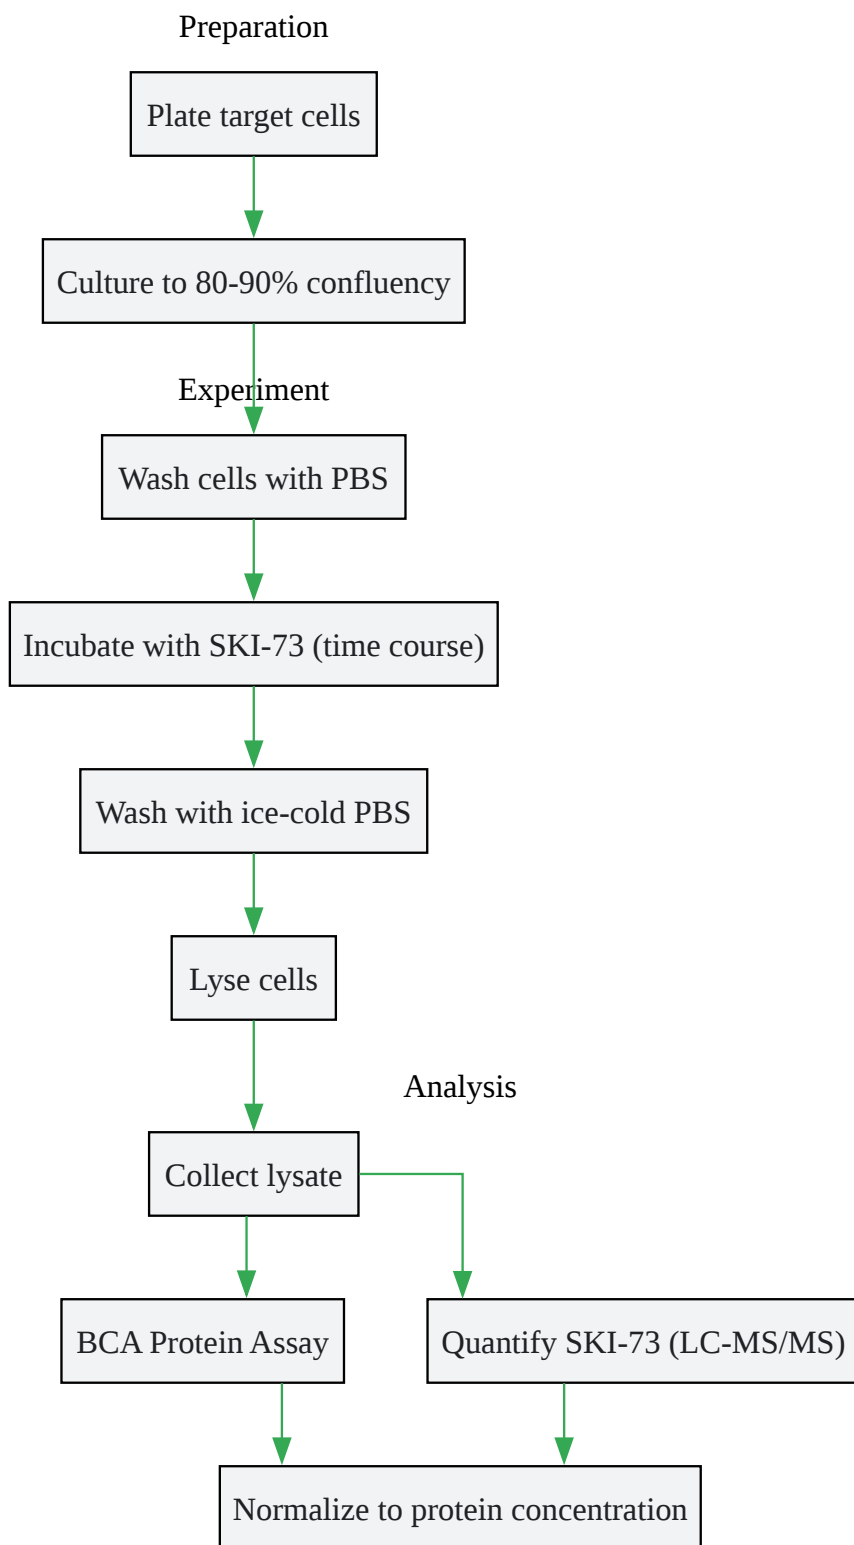 Preparation
Plate target cells
Culture to 80-90% confluency
Experiment
Wash cells with PBS
Incubate with SKI-73 (time course)
Wash with ice-cold PBS
Lyse cells
Analysis
Collect lysate
BCA Protein Assay
Quantify SKI-73 (LC-MS/MS)
Normalize to protein concentration